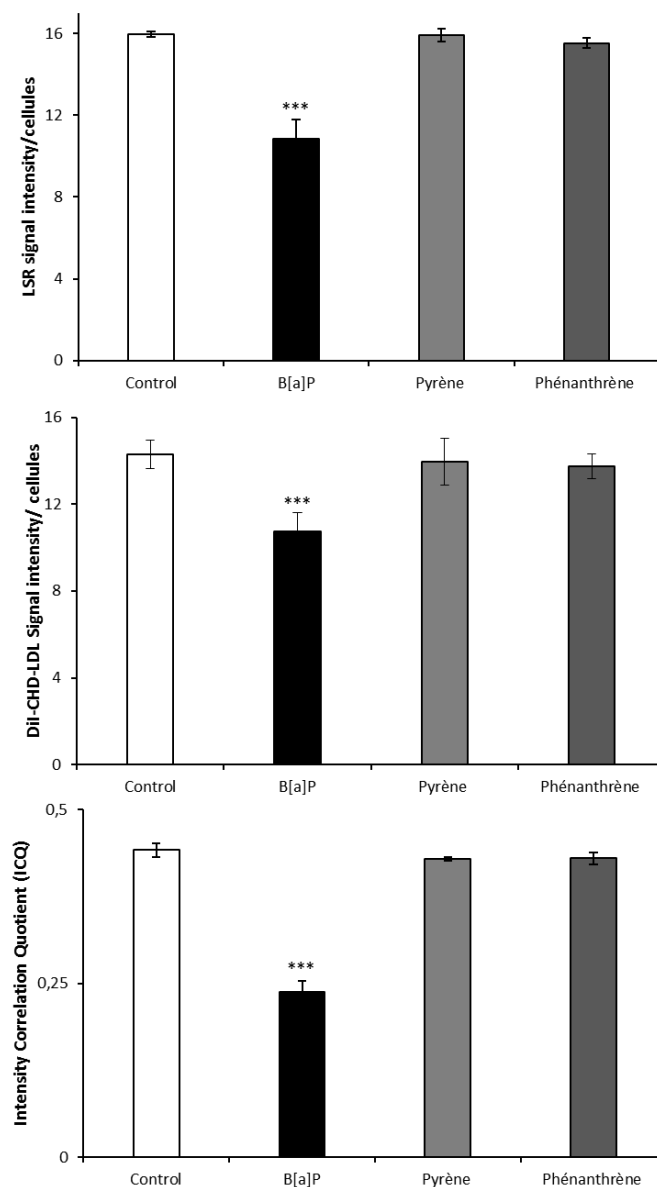 LSR signal intensity/cellules
16
12
8
4
0
***
Control B[a]P Pyrène Phénanthrène
DiI-CHD-LDL Signal intensity/ cellules
16
12
8
4
0
***
Control B[a]P Pyrène Phénanthrène
Intensity Correlation Quotient (ICQ)
0,5
0,25
0
***
Control B[a]P Pyrène Phénanthrène